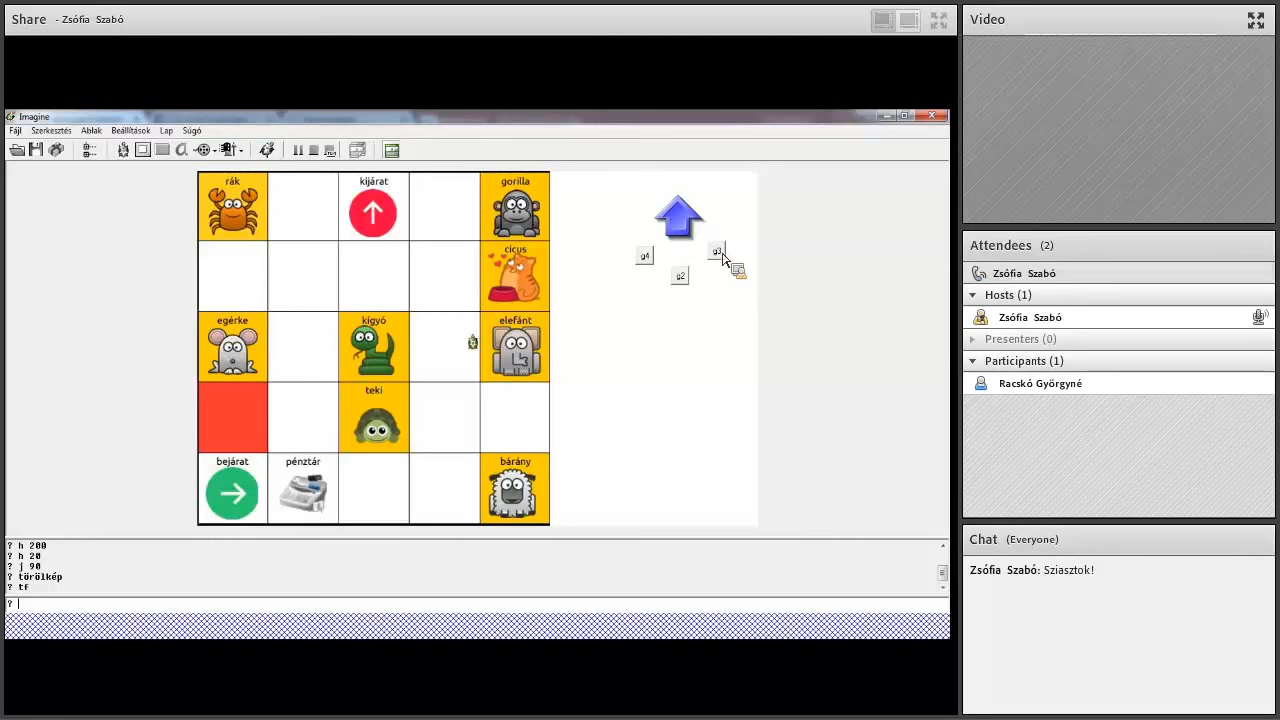 Share - Zsófia Szabó
Imagine
Fájl Szerkesztés Ablak Beállítások Lap Súgó
rák kijárat gorilla
cicus
g4 g3
g2
egérke kígyó elefánt
teki
bejárat pénztár bárány
? h 200
? h 20
? j 90
? törölkép
? tf
?
Video
Attendees (2)
Zsófia Szabó
Hosts (1)
Zsófia Szabó
Presenters (0)
Participants (1)
Racskó Györgyné
Chat (Everyone)
Zsófia Szabó: Sziasztok!